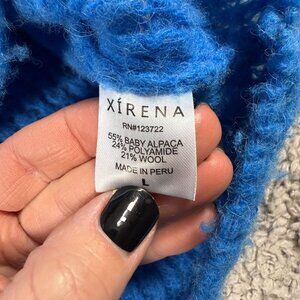 XíRENA
RN#123722
55% BABY ALPACA
24% POLYAMIDE
21% WOOL
MADE IN PERU
L